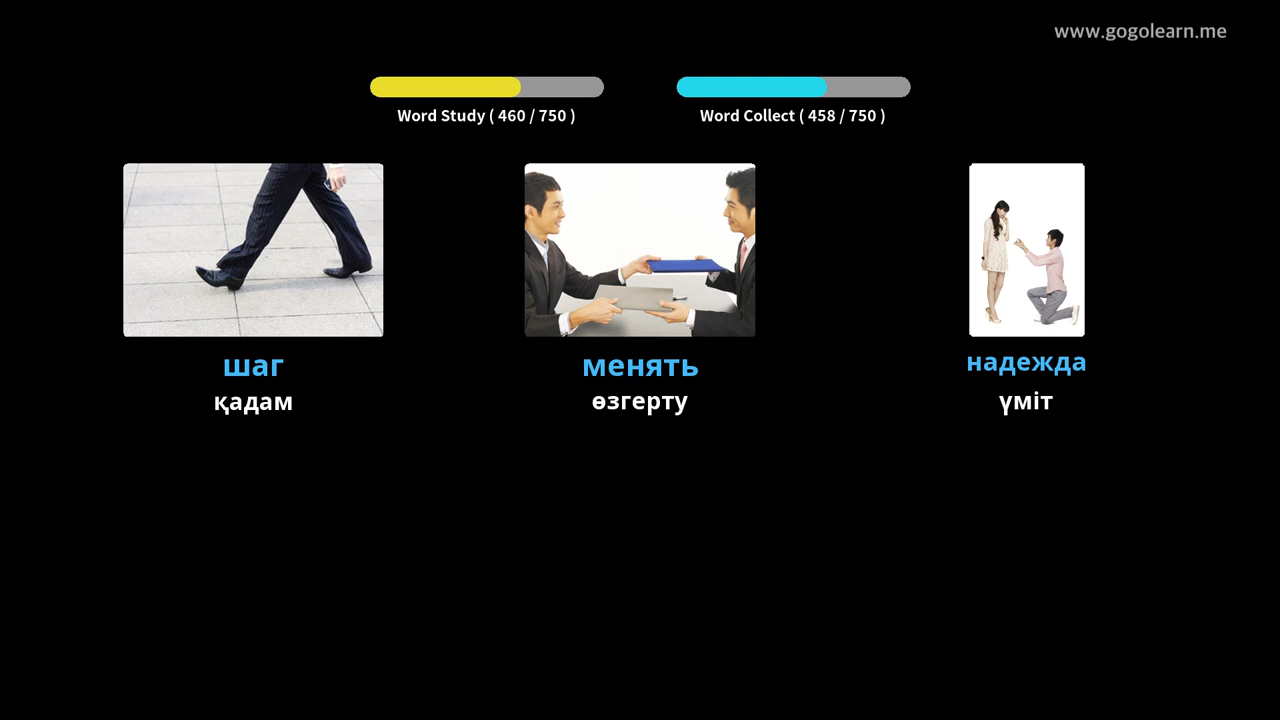 www.gogolearn.me
Word Study ( 460 / 750 )
Word Collect ( 458 / 750 )
шаг
қадам
менять
өзгерту
надежда
үміт